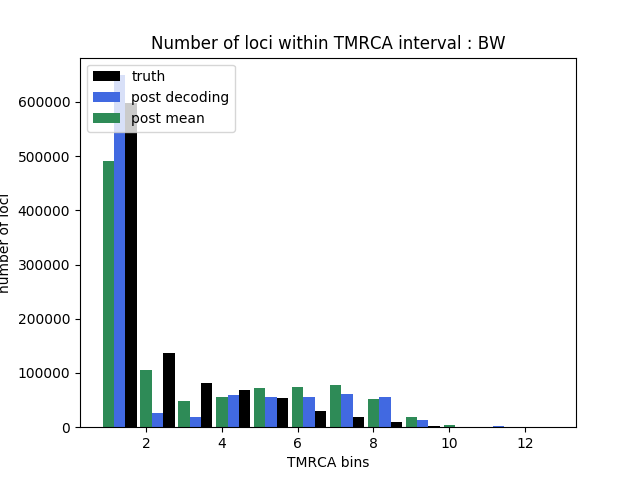 Number of loci within TMRCA interval : BW
truth
post decoding
post mean
600000
500000
400000
300000
200000
100000
0
number of loci
2 4 6 8 10 12
TMRCA bins